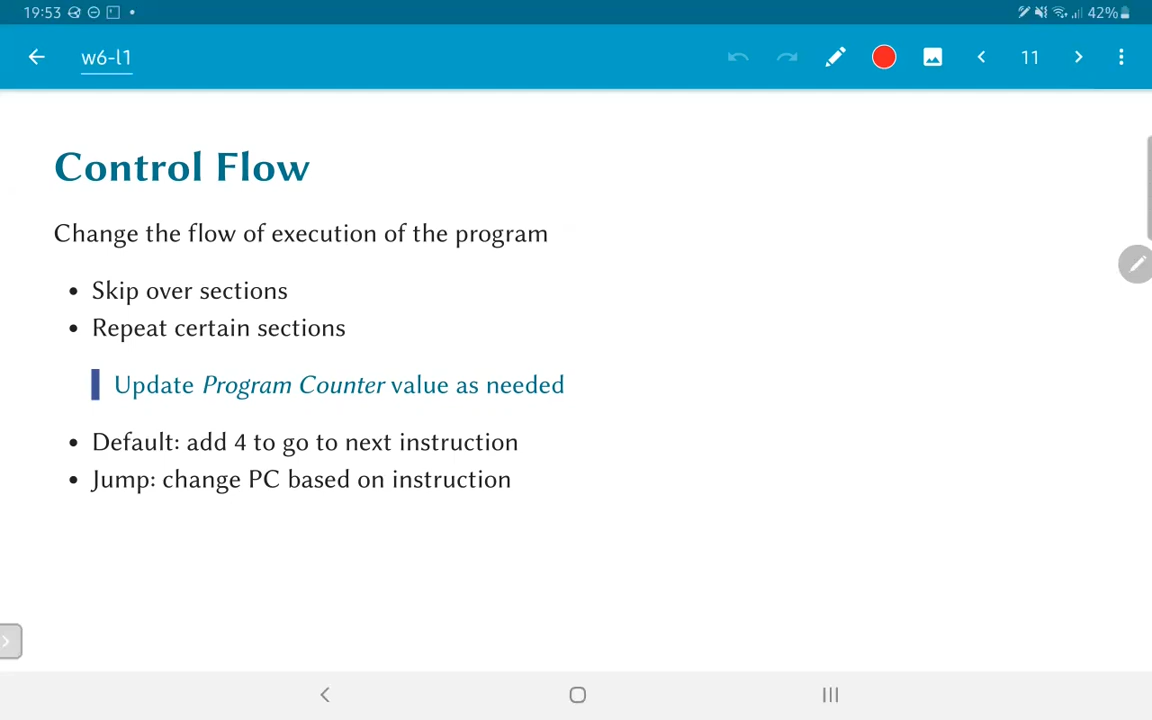 19:53
42%
w6-l1
11
Control Flow
Change the flow of execution of the program
• Skip over sections
• Repeat certain sections
Update Program Counter value as needed
• Default: add 4 to go to next instruction
• Jump: change PC based on instruction